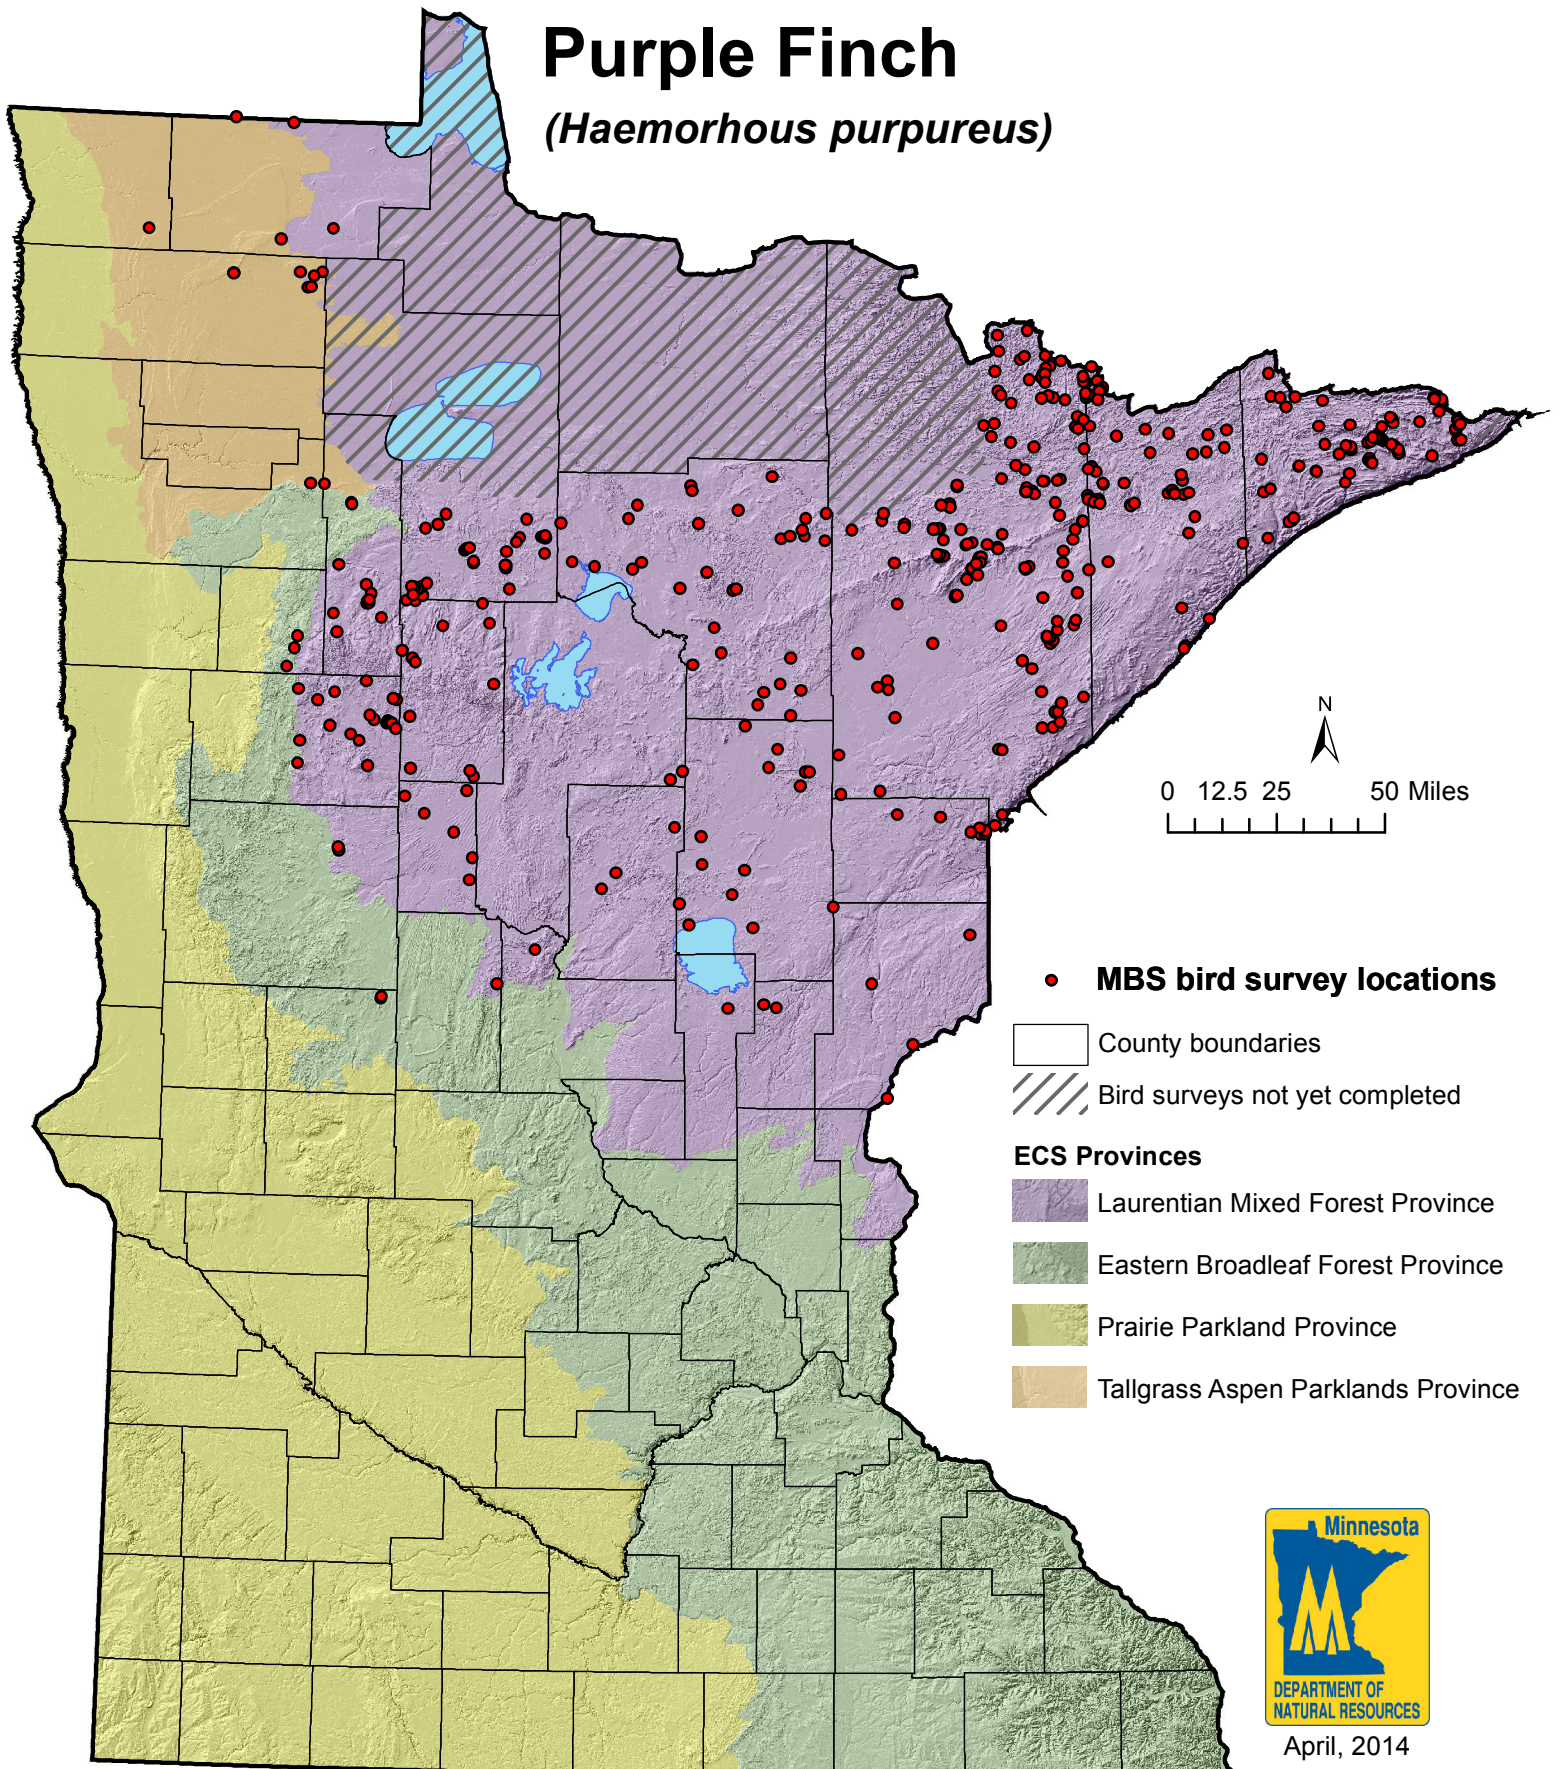 Purple Finch
(Haemorhous purpureus)
N
0 12.5 25 50 Miles
MBS bird survey locations
County boundaries
Bird surveys not yet completed
ECS Provinces
Laurentian Mixed Forest Province
Eastern Broadleaf Forest Province
Prairie Parkland Province
Tallgrass Aspen Parklands Province
Minnesota
DEPARTMENT OF
NATURAL RESOURCES
April, 2014